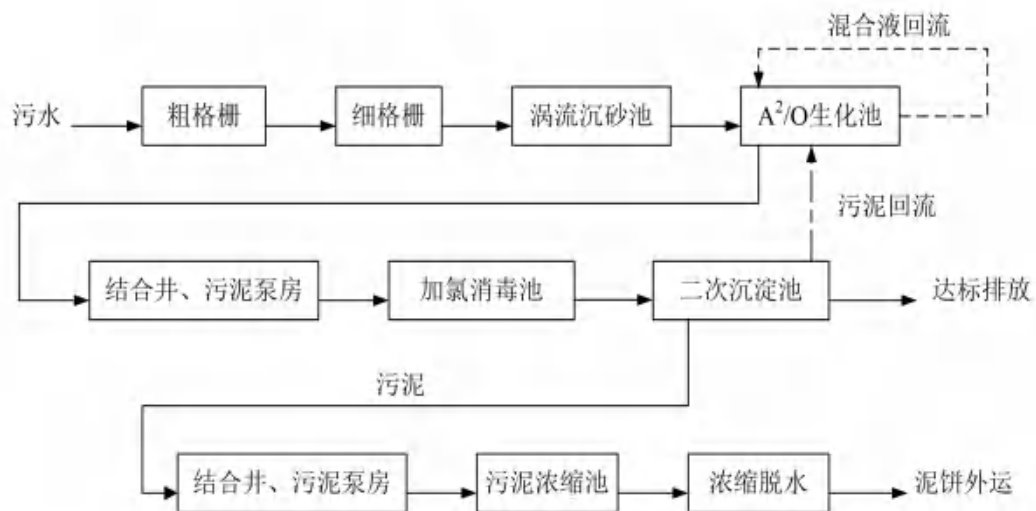 混合液回流
污水
粗格栅
细格栅
涡流沉砂池
A²/O生化池
污泥回流
结合井、污泥泵房
加氯消毒池
二次沉淀池
达标排放
污泥
结合井、污泥泵房
污泥浓缩池
浓缩脱水
泥饼外运